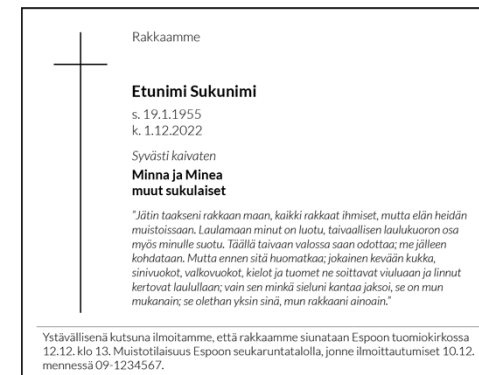 Rakkaamme
Etunimi Sukunimi
s. 19.1.1955
k. 1.12.2022
Syvästi kaivaten
Minna ja Minea
muut sukulaiset
"Jätin taakseni rakkaan maan, kaikki rakkaat ihmiset, mutta elän heidän
muistoissaan. Laulamaan minut on luotu, taivaallisen laulukuoron osa
myös minulle suotu. Täällä taivaan valossa saan odottaa; me jälleen
kohdataan. Mutta ennen sitä huomatkaa; jokainen kevään kukka,
sinivuokot, valkovuokot, kielot ja tuomet ne soittavat viuluaan ja linnut
kertovat laulullaan; vain sen minkä sieluni kantaa jaksoi, se on mun
mukanain; se olethan yksin sinä, mun rakkaani ainoain."
Ystävällisenä kutsuna ilmoitamme, että rakkaamme siunataan Espoon tuomiokirkossa
12.12. klo 13. Muistotilaisuus Espoon seukaruntatalolla, jonne ilmoittautumiset 10.12.
mennessä 09-1234567.